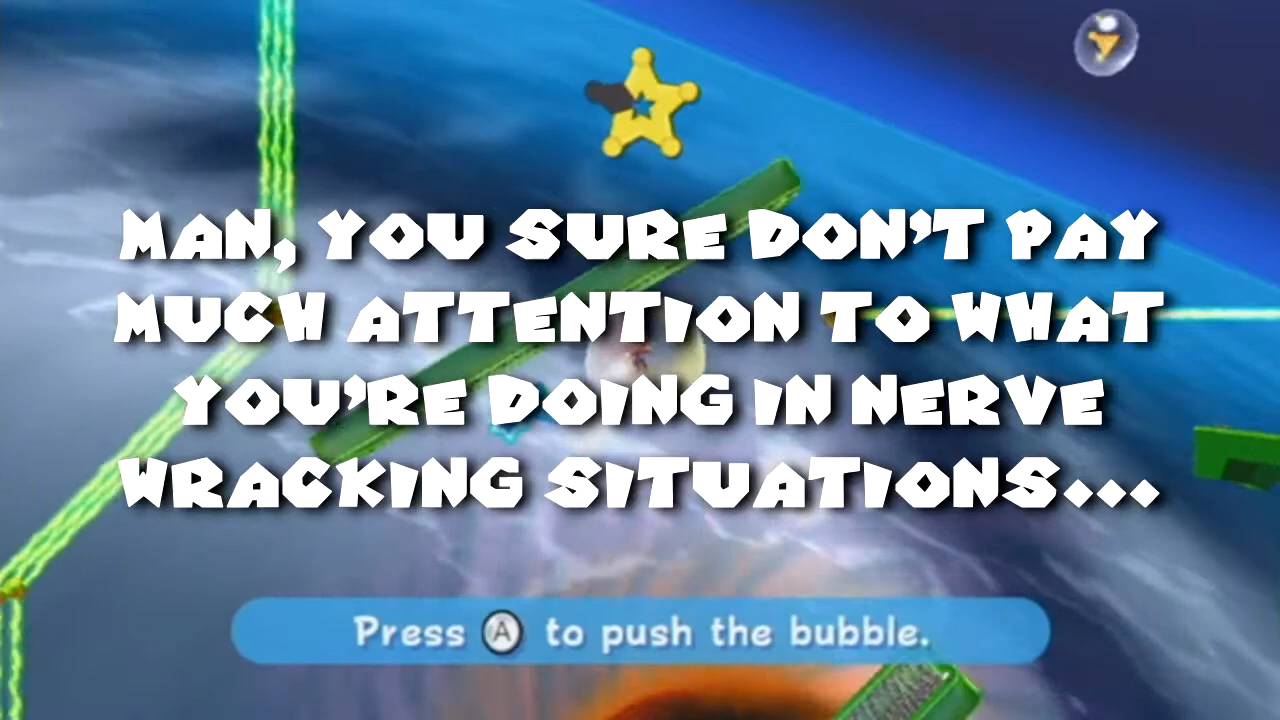 MAN, YOU SURE DON'T PAY
MUCH ATTENTION TO WHAT
YOU'RE DOING IN NERVE
WRACKING SITUATIONS...
Press A to push the bubble.